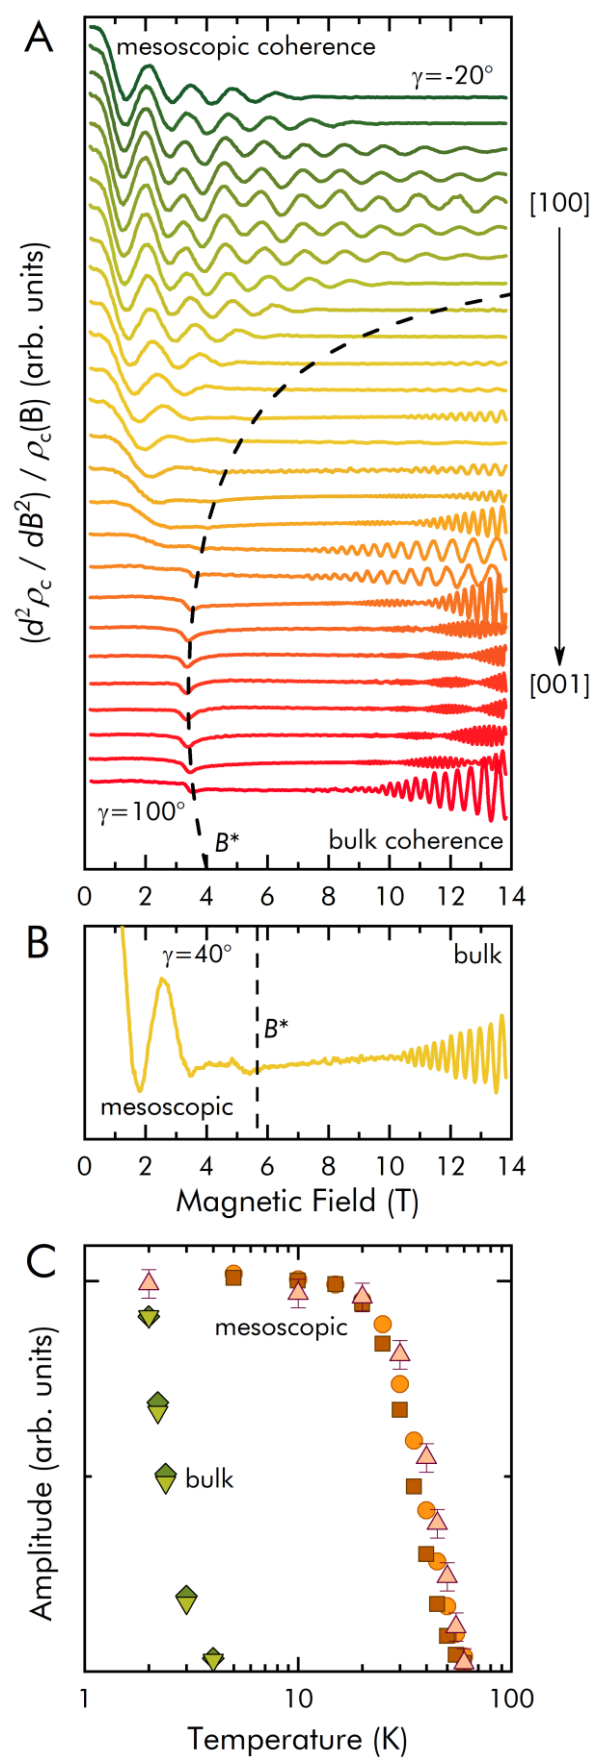 A
mesoscopic coherence
γ=-20°
[100]
[001]
(d²ρc / dB²) / ρc(B) (arb. units)
γ=100°
B*
bulk coherence
0 2 4 6 8 10 12 14
B
γ=40°
bulk
B*
mesoscopic
0 2 4 6 8 10 12 14
Magnetic Field (T)
C
Amplitude (arb. units)
mesoscopic
bulk
1 10 100
Temperature (K)